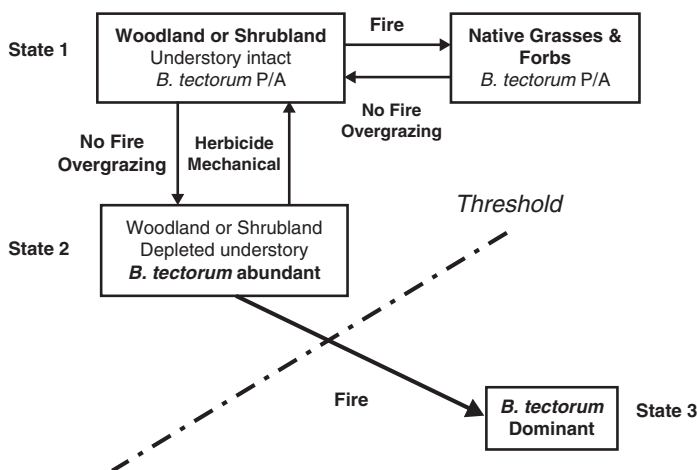 State 1
Woodland or Shrubland
Understory intact
B. tectorum P/A
Fire
Native Grasses &
Forbs
B. tectorum P/A
No Fire
Overgrazing
No Fire
Overgrazing
Herbicide
Mechanical
State 2
Woodland or Shrubland
Depleted understory
B. tectorum abundant
Threshold
Fire
B. tectorum
Dominant
State 3